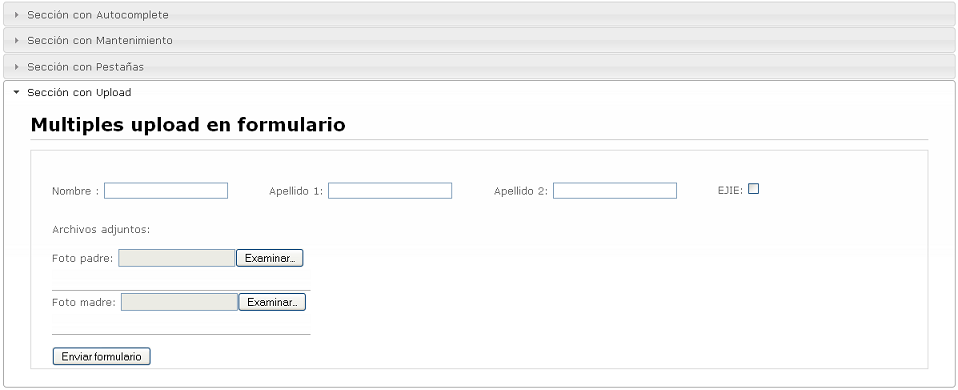 Sección con Autocomplete
Sección con Mantenimiento
Sección con Pestañas
Sección con Upload
Multiples upload en formulario
Nombre : Apellido 1: Apellido 2: EJIE:
Archivos adjuntos:
Foto padre: Examinar...
Foto madre: Examinar...
Enviar formulario